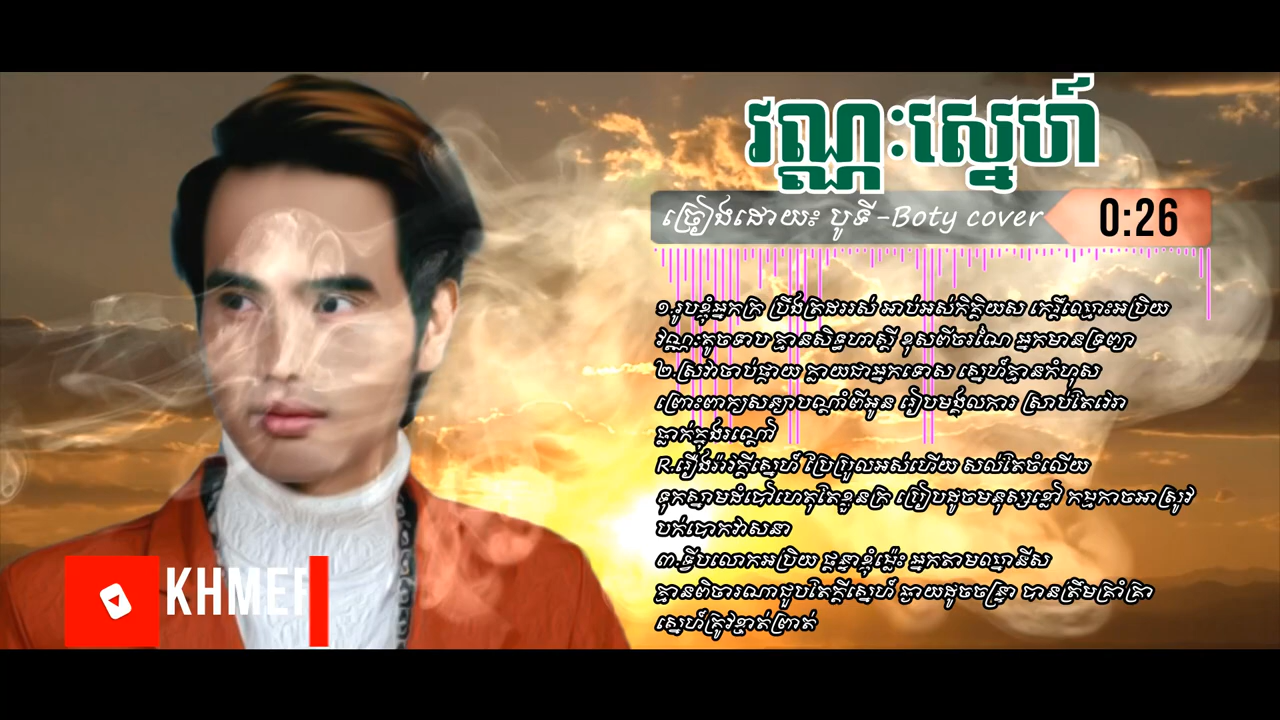 វណ្ណៈស្នេហ៍
ច្រៀងដោយ៖ បូទី -Boty cover
0:26
១.រូបខ្ញុំអ្នកក្រ ប្រឹងត្រដររស់ អាប់អស់កិត្តិយស កេរ្តិ៍ឈ្មោះអប្រិយ
វណ្ណៈតូចទាប គ្មានសិទ្ធហាស្តី ខុសពីចរណៃ អ្នកមានទ្រព្យា
២.ស្រវាចាប់ផ្កាយ ក្លាយជាអ្នកទោស ស្នេហ៍គ្មានកំហុស
ព្រោះពាក្យសន្យាបណ្តាំពីអូន រៀបមង្គលការ ស្រាប់តែវេរា
ធ្លាក់ក្នុងរណ្តៅ
R.រឿងរ៉ាវក្តីស្នេហ៍ ប្រែប្រួលអស់ហើយ សល់តែចំលើយ
ទុកស្នាមដំបៅហេតុតែខ្លួនក្រ ប្រៀបដូចមនុស្សខ្លៅ កម្មកាចអាស្រូវ
បក់បោកវាសនា
៣.ទ្វីបលោកអប្រិយ ផ្តន្ទាខ្ញុំម្ល៉េះ អ្នកតាមឈ្នានីស
គ្មានពិចារណាជួបតែក្តីស្នេហ៍ ក្លាយដូចចន្ទ្រា បានត្រឹមគ្រាំគ្រា
ស្នេហ៍ត្រូវខ្មាត់ព្រាត់
KHMER